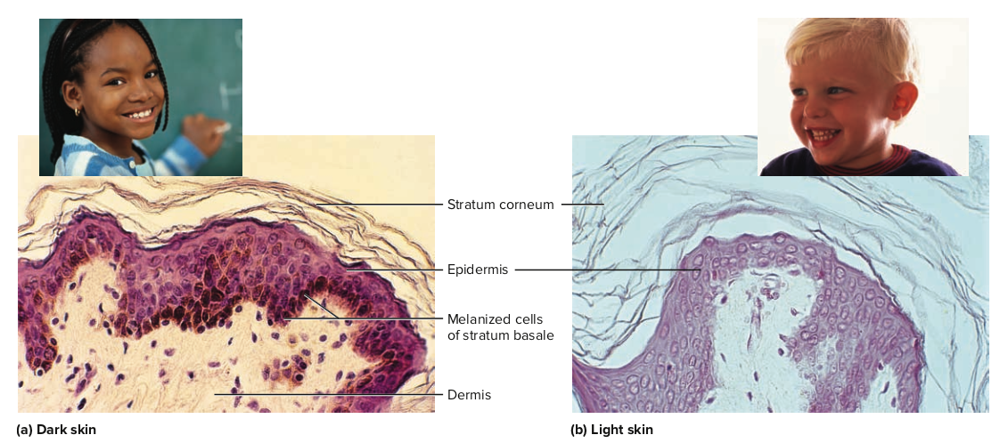 Stratum corneum
Epidermis
Melanized cells
of stratum basale
Dermis
(a) Dark skin
(b) Light skin